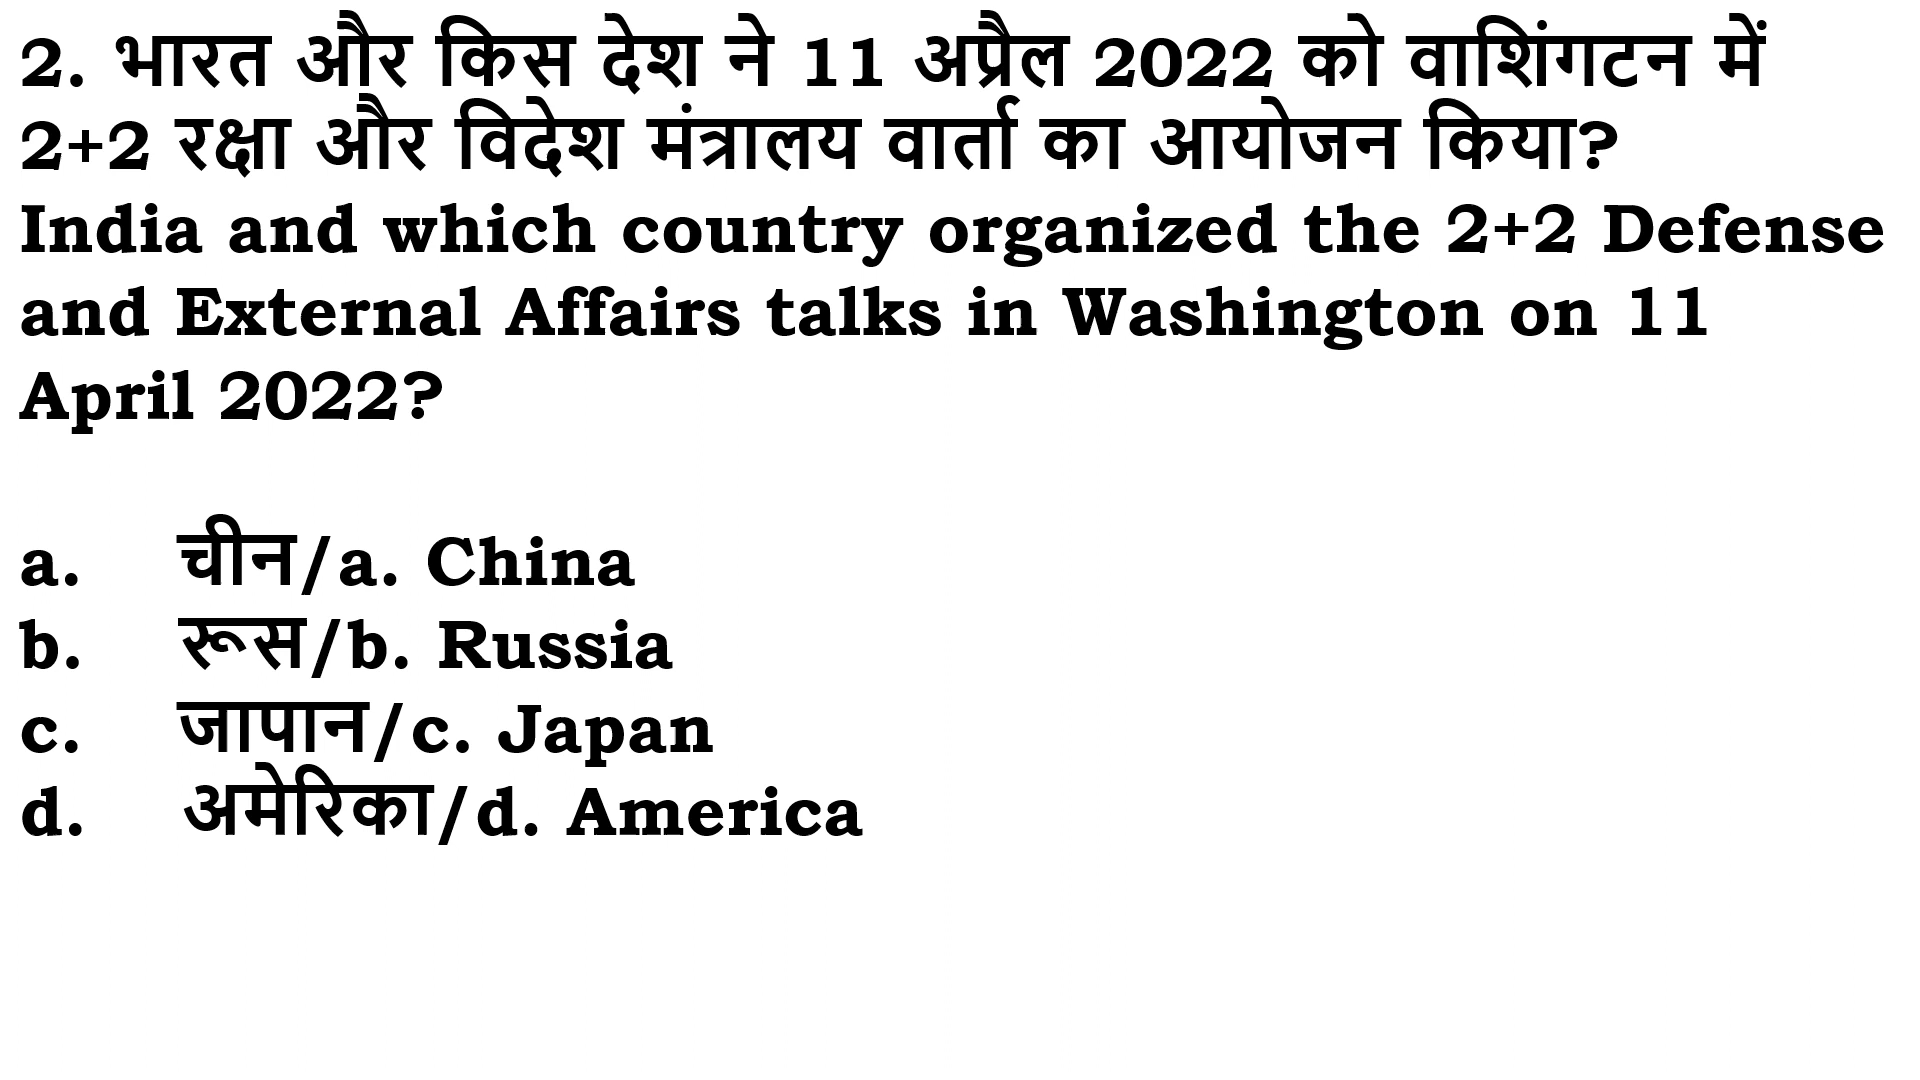 2. भारत और किस देश ने 11 अप्रैल 2022 को वाशिंगटन में
2+2 रक्षा और विदेश मंत्रालय वार्ता का आयोजन किया?
India and which country organized the 2+2 Defense
and External Affairs talks in Washington on 11
April 2022?
a. चीन/a. China
b. रूस/b. Russia
c. जापान/c. Japan
d. अमेरिका/d. America